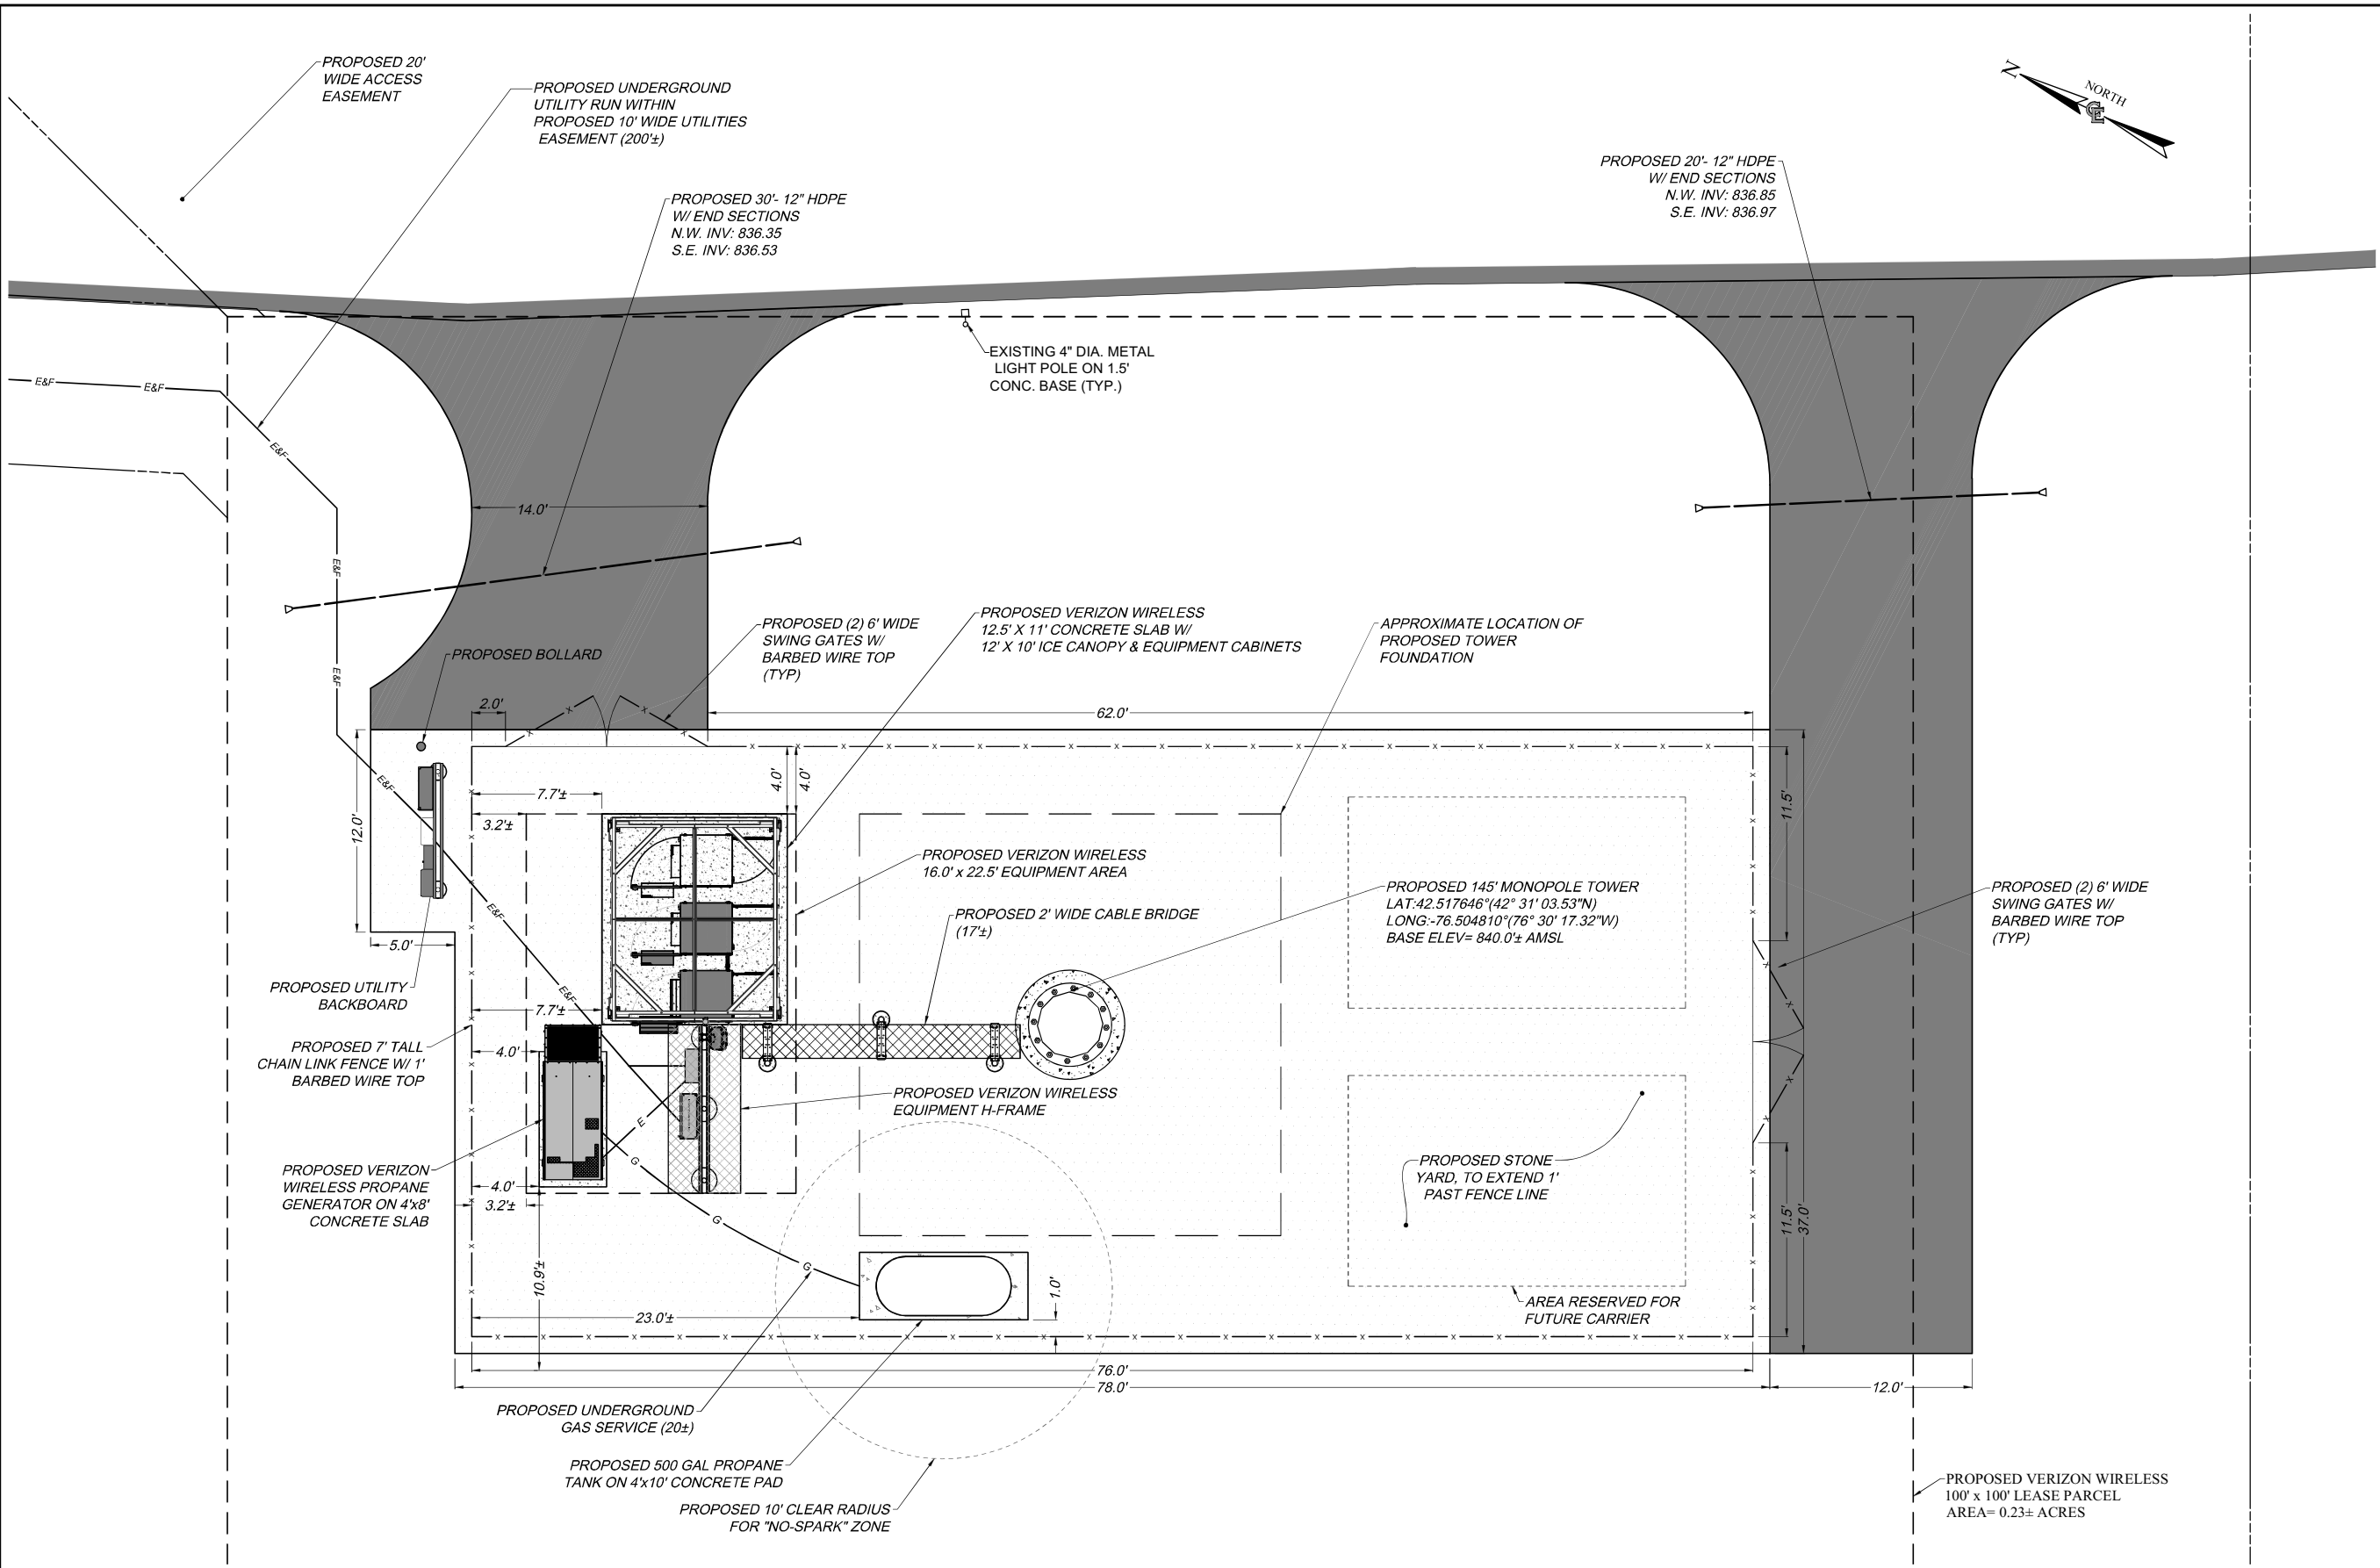 PROPOSED 20'
WIDE ACCESS
EASEMENT
PROPOSED UNDERGROUND
UTILITY RUN WITHIN
PROPOSED 10' WIDE UTILITIES
EASEMENT (200'±)
N
NORTH
PROPOSED 30'- 12" HDPE
W/ END SECTIONS
N.W. INV: 836.35
S.E. INV: 836.53
PROPOSED 20'- 12" HDPE
W/ END SECTIONS
N.W. INV: 836.85
S.E. INV: 836.97
EXISTING 4" DIA. METAL
LIGHT POLE ON 1.5'
CONC. BASE (TYP.)
E&F
E&F
E&F
14.0'
E&F
E&F
PROPOSED BOLLARD
PROPOSED (2) 6' WIDE
SWING GATES W/
BARBED WIRE TOP
(TYP)
PROPOSED VERIZON WIRELESS
12.5' X 11' CONCRETE SLAB W/
12' X 10' ICE CANOPY & EQUIPMENT CABINETS
APPROXIMATE LOCATION OF
PROPOSED TOWER
FOUNDATION
2.0'
62.0'
E&F
7.7'±
4.0'
4.0'
11.5'
12.0'
3.2'±
PROPOSED VERIZON WIRELESS
16.0' x 22.5' EQUIPMENT AREA
PROPOSED 2' WIDE CABLE BRIDGE
(17'±)
PROPOSED 145' MONOPOLE TOWER
LAT:42.517646°(42° 31' 03.53"N)
LONG:-76.504810°(76° 30' 17.32"W)
BASE ELEV= 840.0'± AMSL
PROPOSED (2) 6' WIDE
SWING GATES W/
BARBED WIRE TOP
(TYP)
E&F
5.0'
PROPOSED UTILITY
BACKBOARD
E&F
7.7'±
PROPOSED 7' TALL
CHAIN LINK FENCE W/ 1'
BARBED WIRE TOP
4.0'
PROPOSED VERIZON WIRELESS
EQUIPMENT H-FRAME
E
G
PROPOSED VERIZON
WIRELESS PROPANE
GENERATOR ON 4'x8'
CONCRETE SLAB
4.0'
3.2'±
G
G
PROPOSED STONE
YARD, TO EXTEND 1'
PAST FENCE LINE
11.5'
37.0'
10.9'±
23.0'±
1.0'
AREA RESERVED FOR
FUTURE CARRIER
76.0'
78.0'
12.0'
PROPOSED UNDERGROUND
GAS SERVICE (20±)
PROPOSED 500 GAL PROPANE
TANK ON 4'x10' CONCRETE PAD
PROPOSED 10' CLEAR RADIUS
FOR "NO-SPARK" ZONE
PROPOSED VERIZON WIRELESS
100' x 100' LEASE PARCEL
AREA= 0.23± ACRES